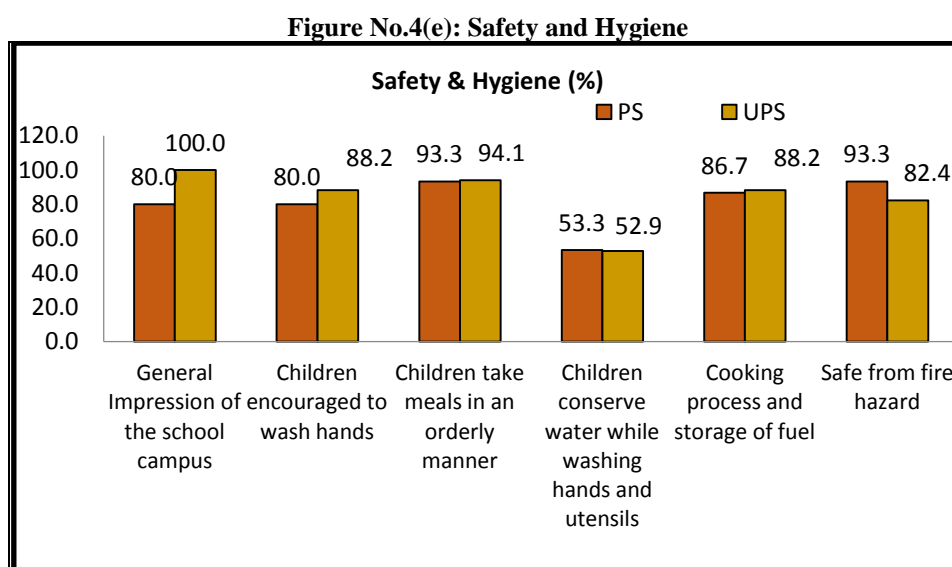 Figure No.4(e): Safety and Hygiene
Safety & Hygiene (%)
PS UPS
120.0
100.0
80.0
60.0
40.0
20.0
0.0
80.0 100.0
80.0 88.2
93.3 94.1
53.3 52.9
86.7 88.2
93.3 82.4
General
Impression of
the school
campus
Children
encouraged to
wash hands
Children take
meals in an
orderly
manner
Children
conserve
water while
washing
hands and
utensils
Cooking
process and
storage of fuel
Safe from fire
hazard